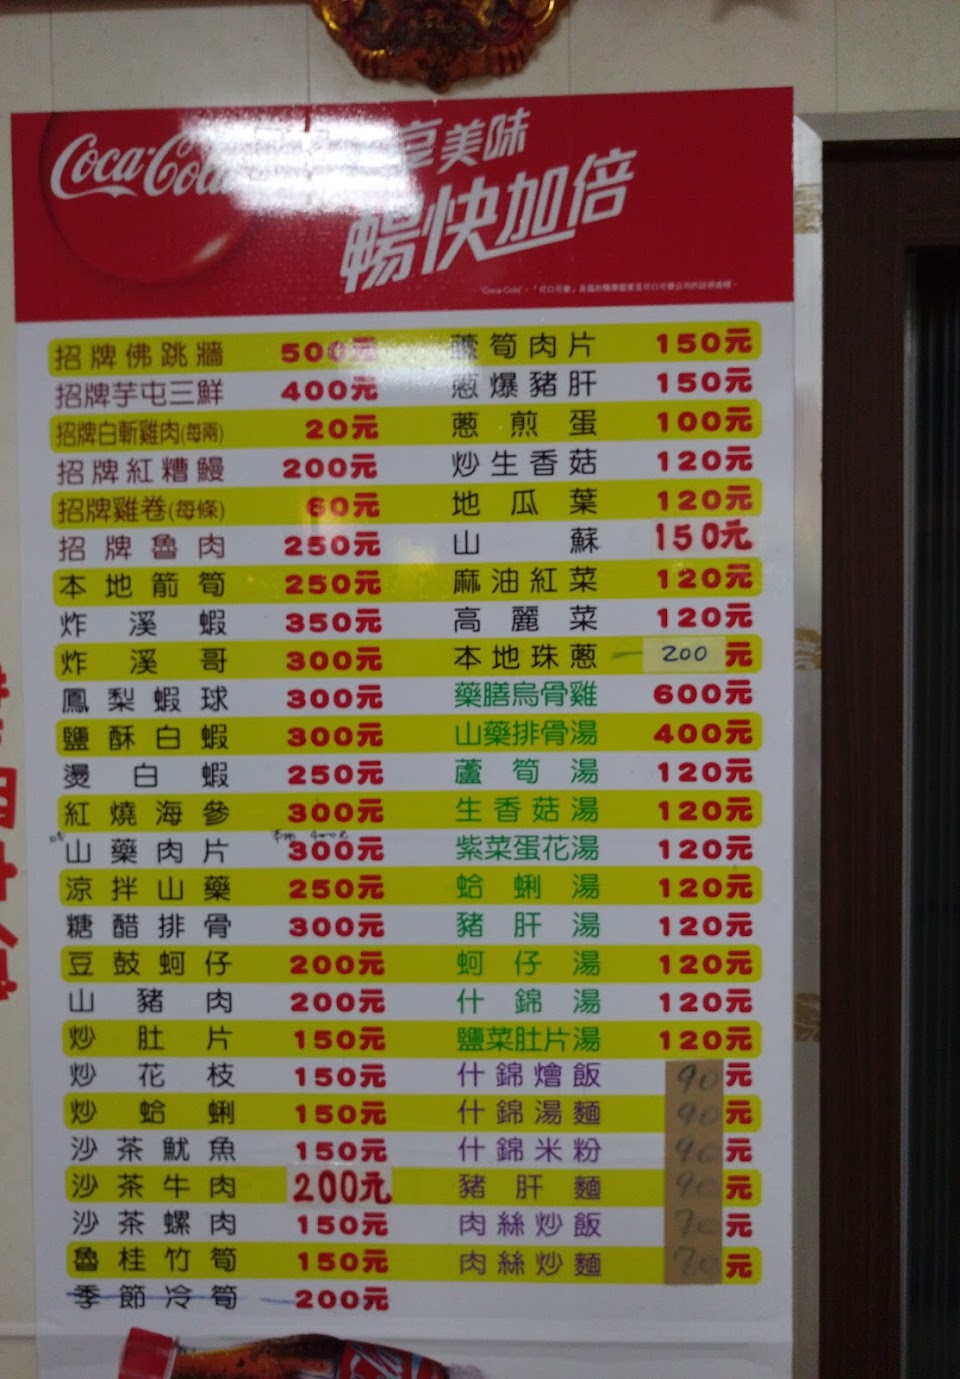 Coca-Cola
享美味
暢快加倍
招牌佛跳牆 500元
招牌芋屯三鮮 400元
招牌白斬雞肉(每兩) 20元
招牌紅糟鰻 200元
招牌雞卷(每條) 60元
招牌魯肉 250元
本地箭筍 250元
炸溪蝦 350元
炸溪哥 300元
鳳梨蝦球 300元
鹽酥白蝦 300元
燙白蝦 250元
紅燒海參 300元
山藥肉片 300元
涼拌山藥 250元
糖醋排骨 300元
豆鼓蚵仔 200元
山豬肉 200元
炒肚片 150元
炒花枝 150元
炒蛤蜊 150元
沙茶魷魚 150元
沙茶牛肉 200元
沙茶螺肉 150元
魯桂竹筍 150元
季節冷筍 200元
蘆筍肉片 150元
蔥爆豬肝 150元
蔥煎蛋 100元
炒生香菇 120元
地瓜葉 120元
山蘇 150元
麻油紅菜 120元
高麗菜 120元
本地珠蔥 200元
藥膳烏骨雞 600元
山藥排骨湯 400元
蘆筍湯 120元
生香菇湯 120元
紫菜蛋花湯 120元
蛤蜊湯 120元
豬肝湯 120元
蚵仔湯 120元
什錦湯 120元
鹽菜肚片湯 120元
什錦燴飯 90元
什錦湯麵 90元
什錦米粉 90元
豬肝麵 90元
肉絲炒飯 70元
肉絲炒麵 70元